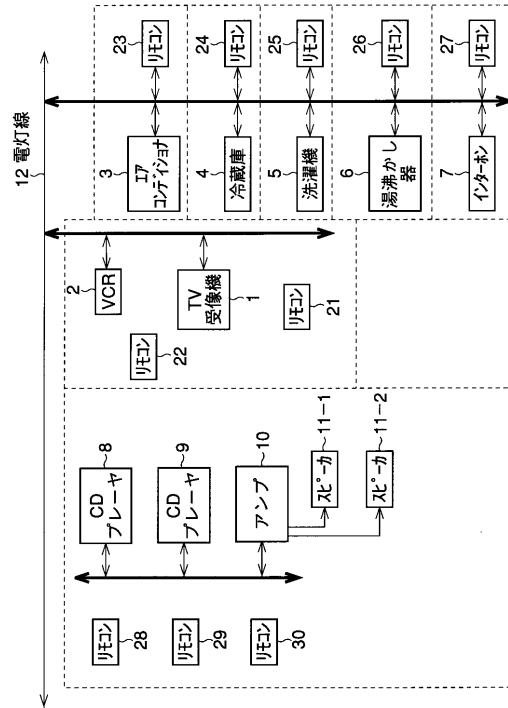 12 電灯線
28
リモコン
29
リモコン
30
リモコン
8
CD
プレーヤ
9
CD
プレーヤ
10
アンプ
11-1
スピーカ
11-2
スピーカ
22
リモコン
2
VCR
TV
受像機
1
リモコン
21
3
エア
コンディショナ
リモコン
23
4
冷蔵庫
リモコン
24
5
洗濯機
リモコン
25
6
湯沸かし
器
リモコン
26
7
インターホン
リモコン
27